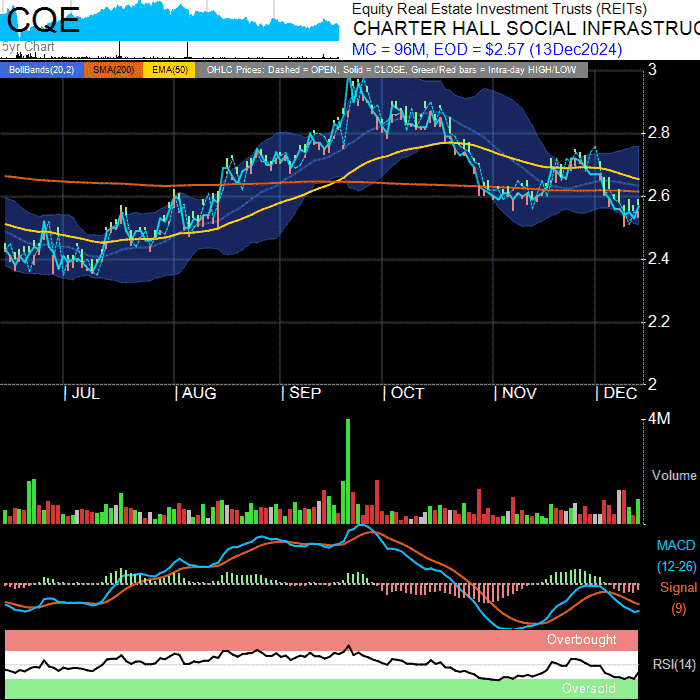 CQE
Equity Real Estate Investment Trusts (REITs)
CHARTER HALL SOCIAL INFRASTRUC
5yr Chart
MC = 96M, EOD = $2.57 (13Dec2024)
BollBands(20,2) SMA(200) EMA(50) OHLC Prices: Dashed = OPEN, Solid = CLOSE, Green/Red bars = Intra-day HIGH/LOW
3
2.8
2.6
2.4
2.2
2
| JUL | AUG | SEP | OCT | NOV | DEC
4M
Volume
MACD
(12-26)
Signal
(9)
Overbought
RSI(14)
Oversold